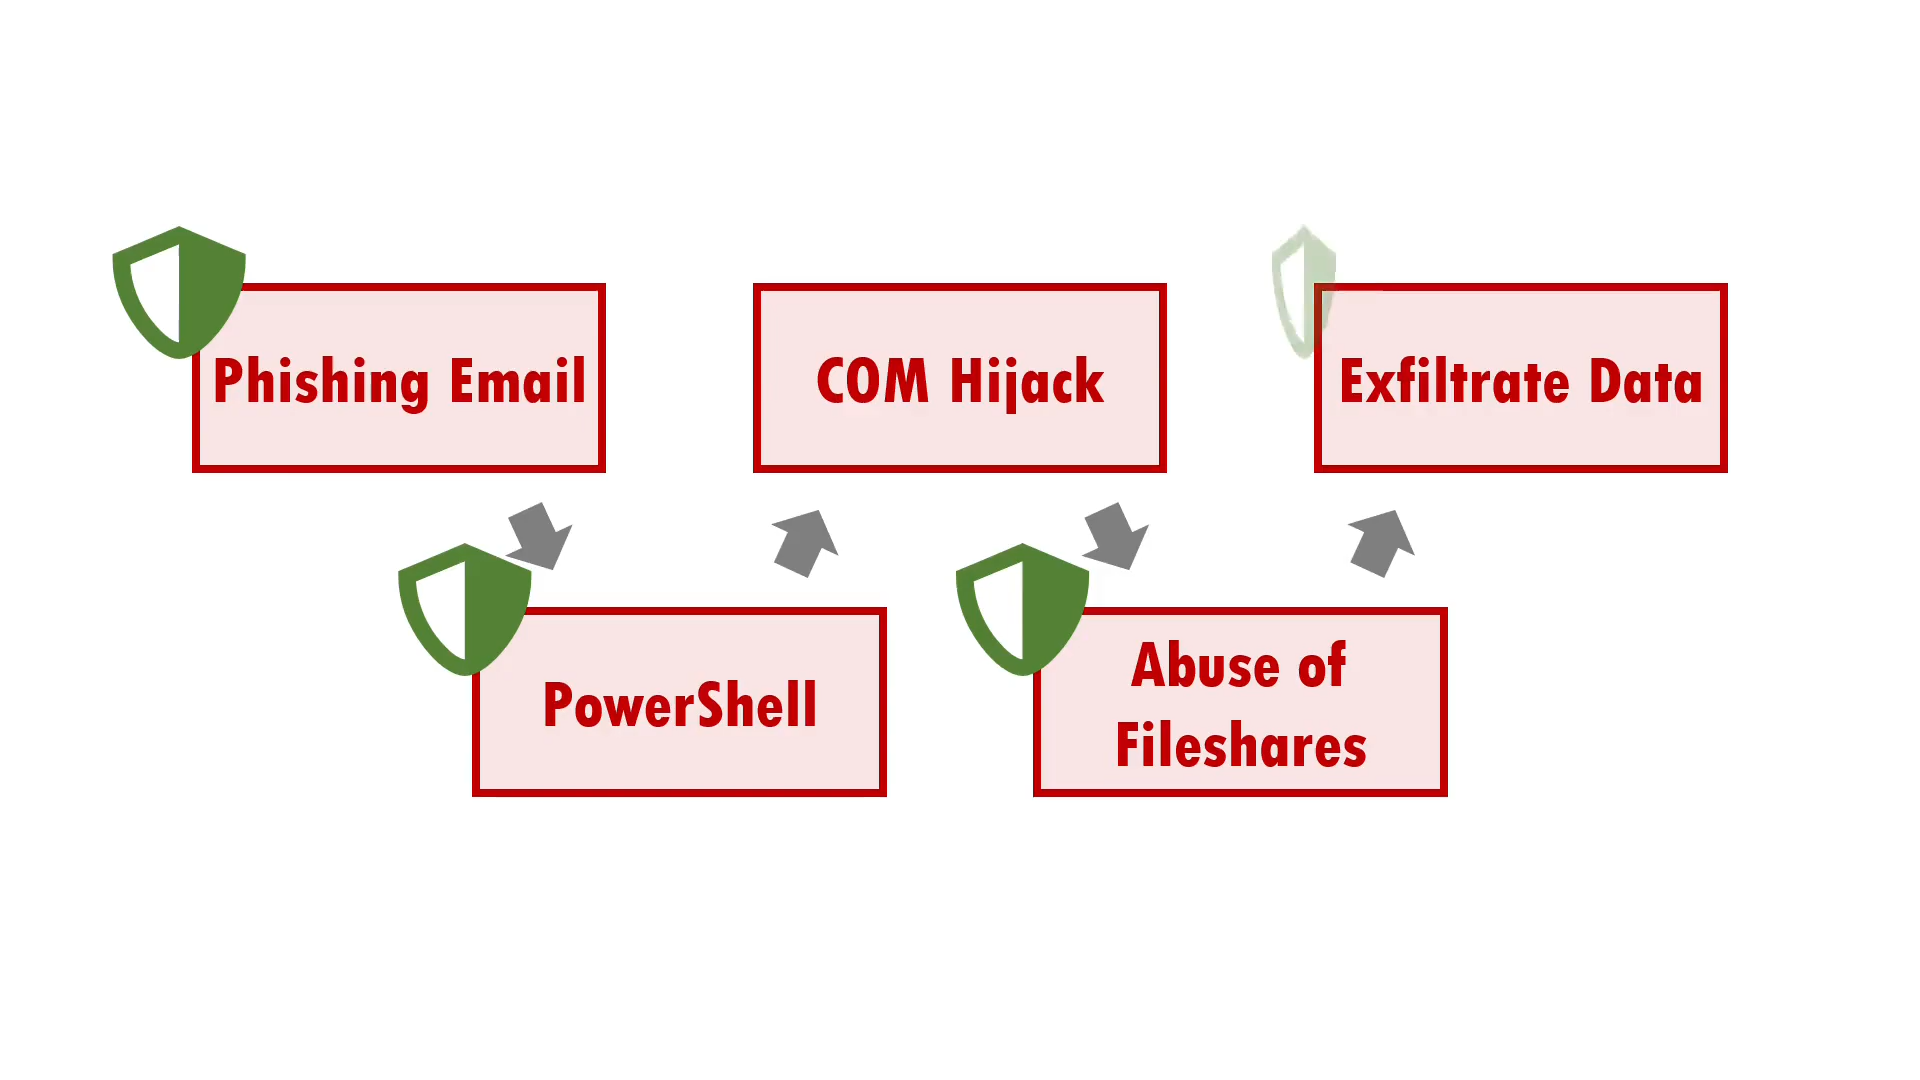 Phishing Email
COM Hijack
Exfiltrate Data
PowerShell
Abuse of
Fileshares